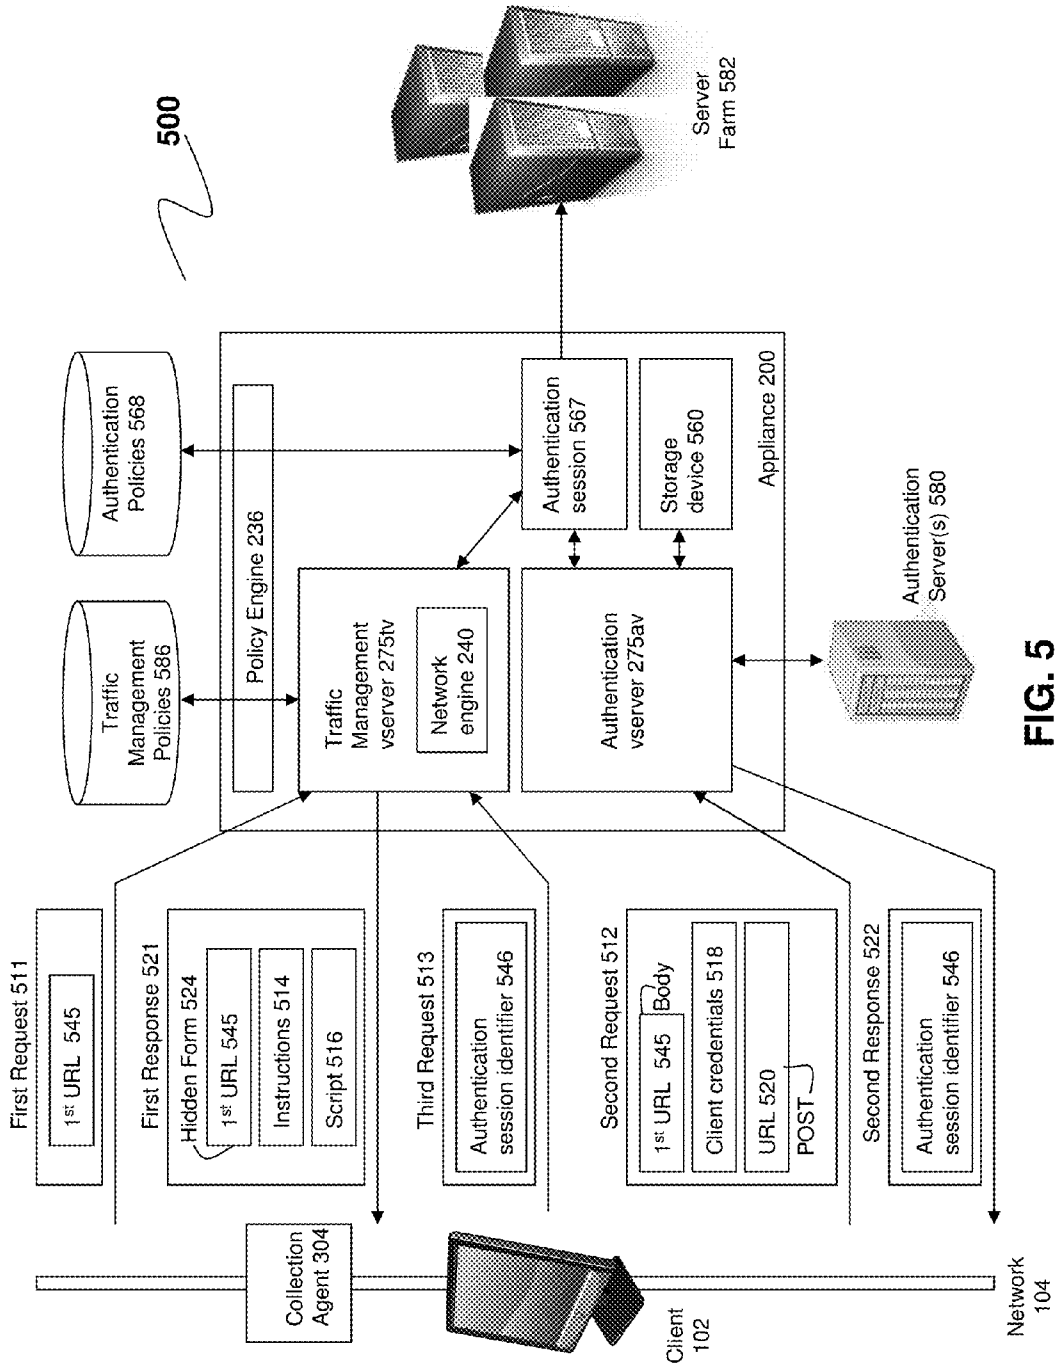 500
Authentication
Policies 568
Traffic
Management
Policies 586
Server
Farm 582
Policy Engine 236
Traffic
Management
vserver 275tv
Network
engine 240
Authentication
session 567
Storage
device 560
Authentication
vserver 275av
Appliance 200
Authentication
Server(s) 580
First Request 511
1st URL 545
First Response 521
Hidden Form 524
1st URL 545
Instructions 514
Script 516
Third Request 513
Authentication
session identifier 546
Second Request 512
1st URL 545
Body
Client credentials 518
URL 520
POST
Second Response 522
Authentication
session identifier 546
Collection
Agent 304
Client
102
Network
104
FIG. 5